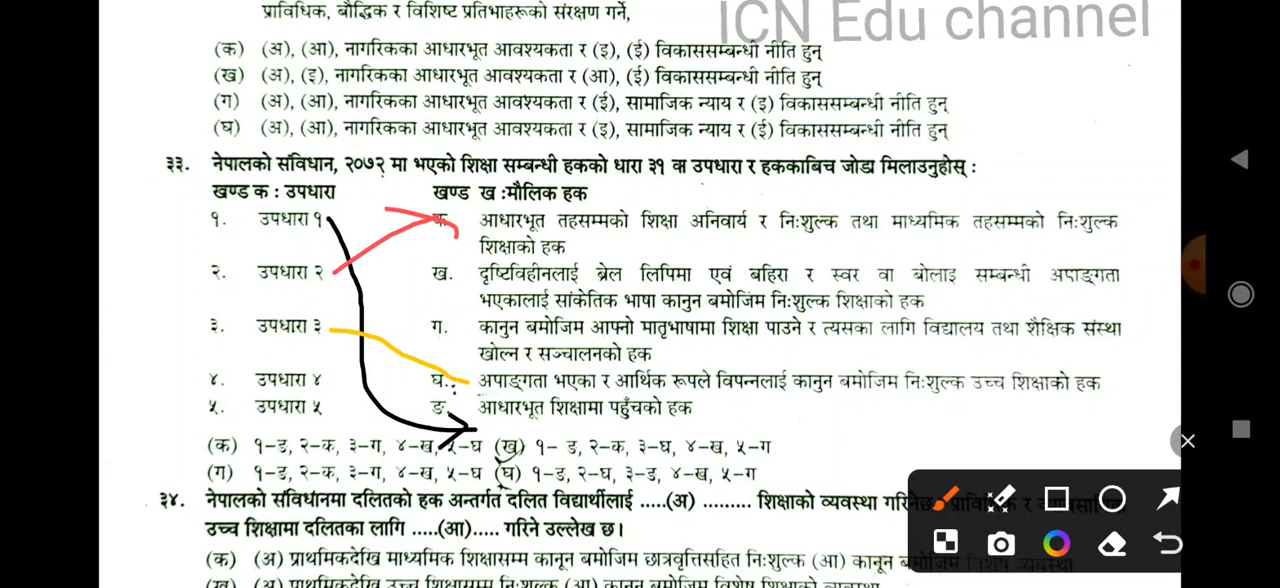 प्राविधिक, बौद्धिक र विशिष्ट प्रतिभाहरूको संरक्षण गर्ने,
ICN Edu channel
(क) (अ), (आ), नागरिकका आधारभूत आवश्यकता र (इ), (ई) विकाससम्बन्धी नीति हुन्
(ख) (अ), (इ), नागरिकका आधारभूत आवश्यकता र (आ), (ई) विकाससम्बन्धी नीति हुन्
(ग) (अ), (आ), नागरिकका आधारभूत आवश्यकता र (ई), सामाजिक न्याय र (इ) विकाससम्बन्धी नीति हुन्
(घ) (अ), (आ), नागरिकका आधारभूत आवश्यकता र (इ), सामाजिक न्याय र (ई) विकाससम्बन्धी नीति हुन्
३३. नेपालको संविधान, २०७२ मा भएको शिक्षा सम्बन्धी हकको धारा ३१ का उपधारा र हककाबिच जोडा मिलाउनुहोस् :
खण्ड क : उपधारा खण्ड ख :मौलिक हक
१. उपधारा १ क. आधारभूत तहसम्मको शिक्षा अनिवार्य र निःशुल्क तथा माध्यमिक तहसम्मको निःशुल्क
शिक्षाको हक
२. उपधारा २ ख. दृष्टिविहीनलाई ब्रेल लिपिमा एवं बहिरा र स्वर वा बोलाइ सम्बन्धी अपाङ्गता
भएकालाई सांकेतिक भाषा कानुन बमोजिम निःशुल्क शिक्षाको हक
३. उपधारा ३ ग. कानुन बमोजिम आफ्नो मातृभाषामा शिक्षा पाउने र त्यसका लागि विद्यालय तथा शैक्षिक संस्था
खोल्न र सञ्चालनको हक
४. उपधारा ४ घ. अपाङ्गता भएका र आर्थिक रूपले विपन्नलाई कानुन बमोजिम निःशुल्क उच्च शिक्षाको हक
५. उपधारा ५ ङ. आधारभूत शिक्षामा पहुँचको हक
(क) १-ड, २-क, ३-ग, ४-ख, ५-घ (ख) १- ड, २-क, ३-घ, ४-ख, ५-ग
(ग) १-ड, २-क, ३-ग, ४-ख, ५-घ (घ) १-ड, २-घ, ३-ड, ४-ख, ५-ग
३४. नेपालको संविधानमा दलितको हक अन्तर्गत दलित विद्यार्थीलाई .....(अ) ......... शिक्षाको व्यवस्था गरिनेछ
उच्च शिक्षामा दलितका लागि .....(आ)..... गरिने उल्लेख छ।
(क) (अ) प्राथमिकदेखि माध्यमिक शिक्षासम्म कानून बमोजिम छात्रवृत्तिसहित निःशुल्क (आ) कानून